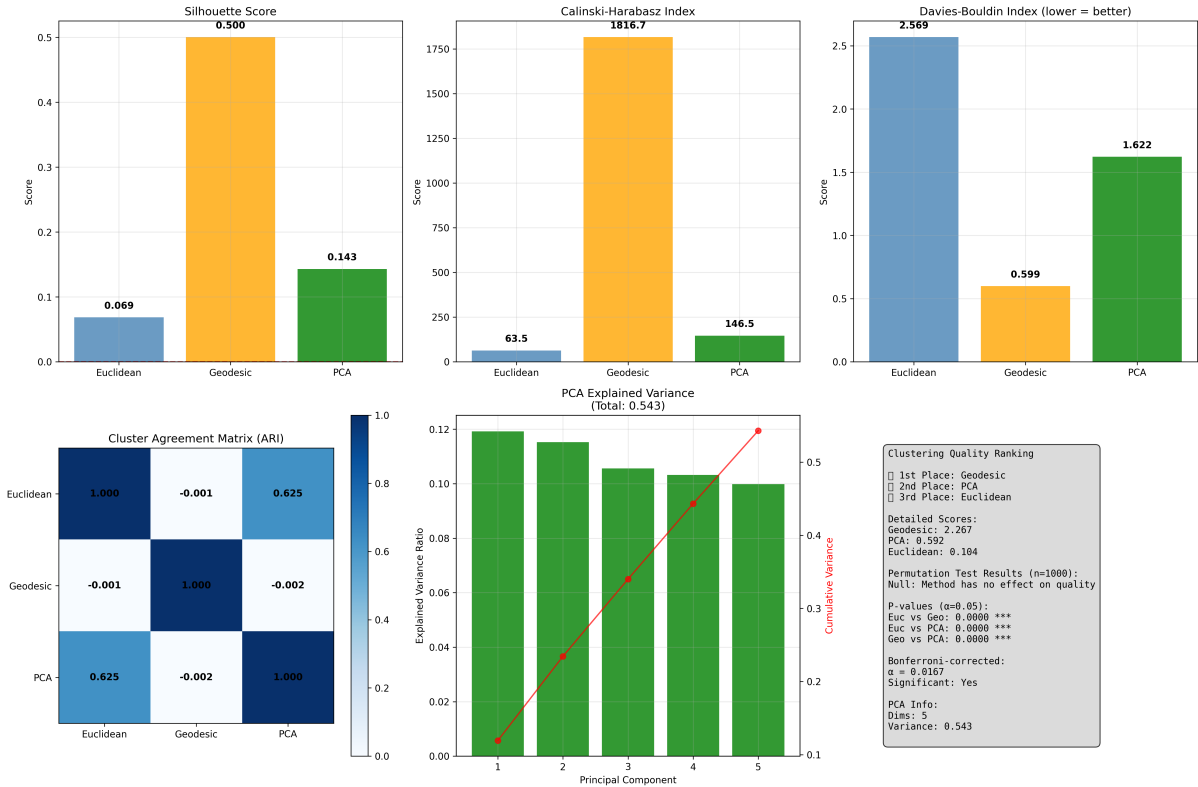 Silhouette Score
0.500
0.5
0.4
0.3
0.2
0.1
0.0
Score
0.069
0.143
Euclidean Geodesic PCA
Calinski-Harabasz Index
1816.7
1750
1500
1250
1000
750
500
250
0
Score
63.5
146.5
Euclidean Geodesic PCA
Davies-Bouldin Index (lower = better)
2.569
2.5
2.0
1.5
1.0
0.5
0.0
Score
0.599
1.622
Euclidean Geodesic PCA
Cluster Agreement Matrix (ARI)
Euclidean 1.000 -0.001 0.625
Geodesic -0.001 1.000 -0.002
PCA 0.625 -0.002 1.000
Euclidean Geodesic PCA
1.0
0.8
0.6
0.4
0.2
0.0
PCA Explained Variance
(Total: 0.543)
0.12
0.10
0.08
0.06
0.04
0.02
0.00
Explained Variance Ratio
1 2 3 4 5
Principal Component
0.5
0.4
0.3
0.2
0.1
Cumulative Variance
Clustering Quality Ranking
1st Place: Geodesic
2nd Place: PCA
3rd Place: Euclidean
Detailed Scores:
Geodesic: 2.267
PCA: 0.592
Euclidean: 0.104
Permutation Test Results (n=1000):
Null: Method has no effect on quality
P-values (α=0.05):
Euc vs Geo: 0.0000 ***
Euc vs PCA: 0.0000 ***
Geo vs PCA: 0.0000 ***
Bonferroni-corrected:
α = 0.0167
Significant: Yes
PCA Info:
Dims: 5
Variance: 0.543